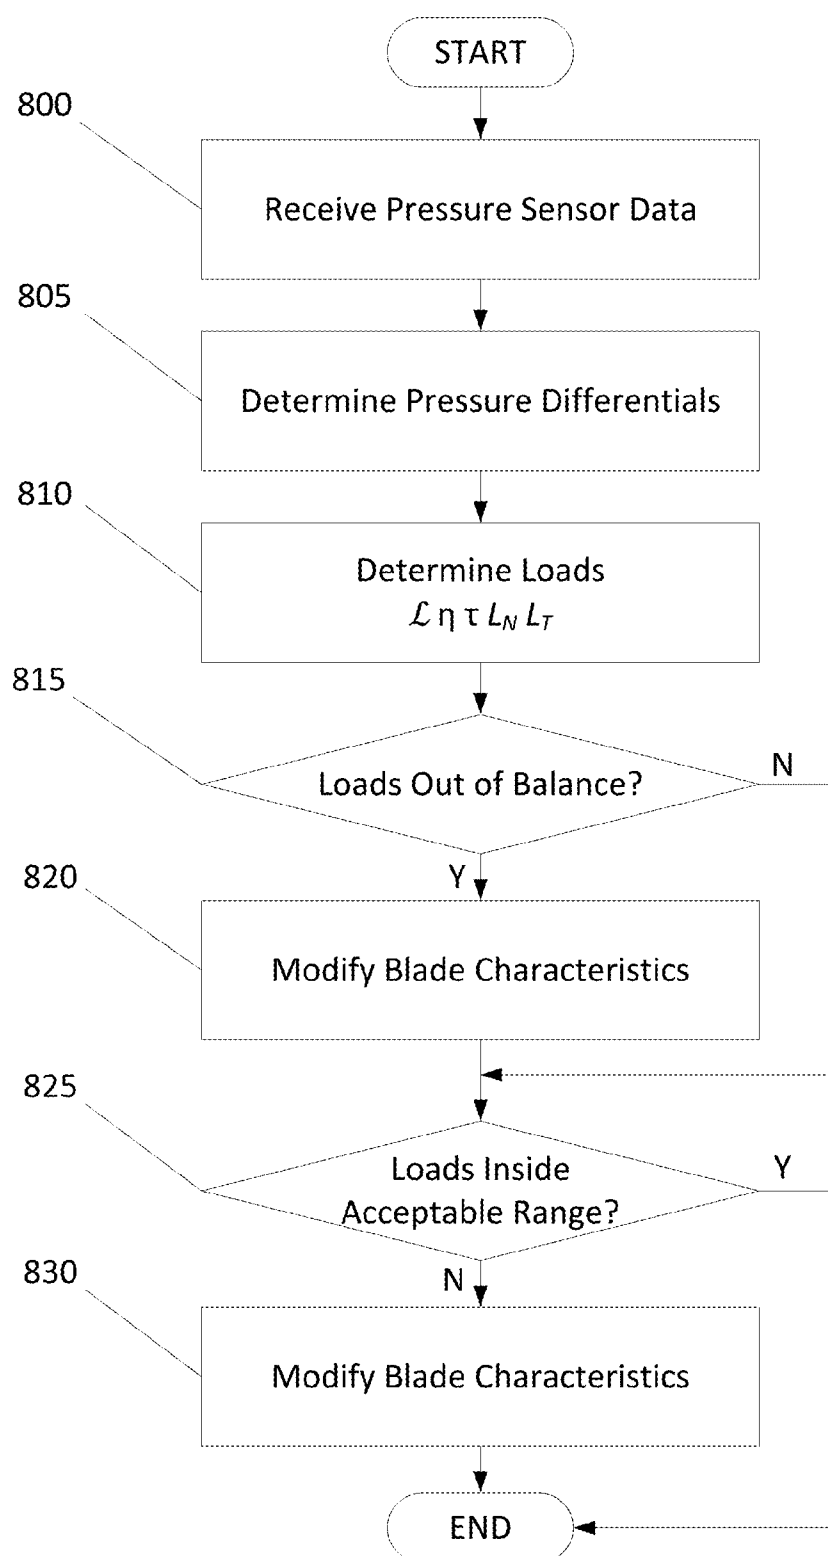 START
800
Receive Pressure Sensor Data
805
Determine Pressure Differentials
810
Determine Loads
ℒ η τ L_N L_T
815
Loads Out of Balance?
N
Y
820
Modify Blade Characteristics
825
Loads Inside
Acceptable Range?
Y
N
830
Modify Blade Characteristics
END